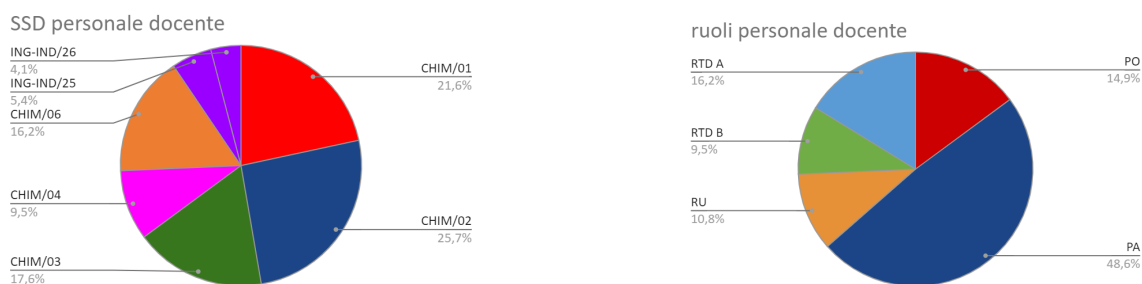 SSD personale docente
ING-IND/26
4,1%
ING-IND/25
5,4%
CHIM/06
16,2%
CHIM/04
9,5%
CHIM/03
17,6%
CHIM/01
21,6%
CHIM/02
25,7%
ruoli personale docente
RTD A
16,2%
RTD B
9,5%
RU
10,8%
PO
14,9%
PA
48,6%